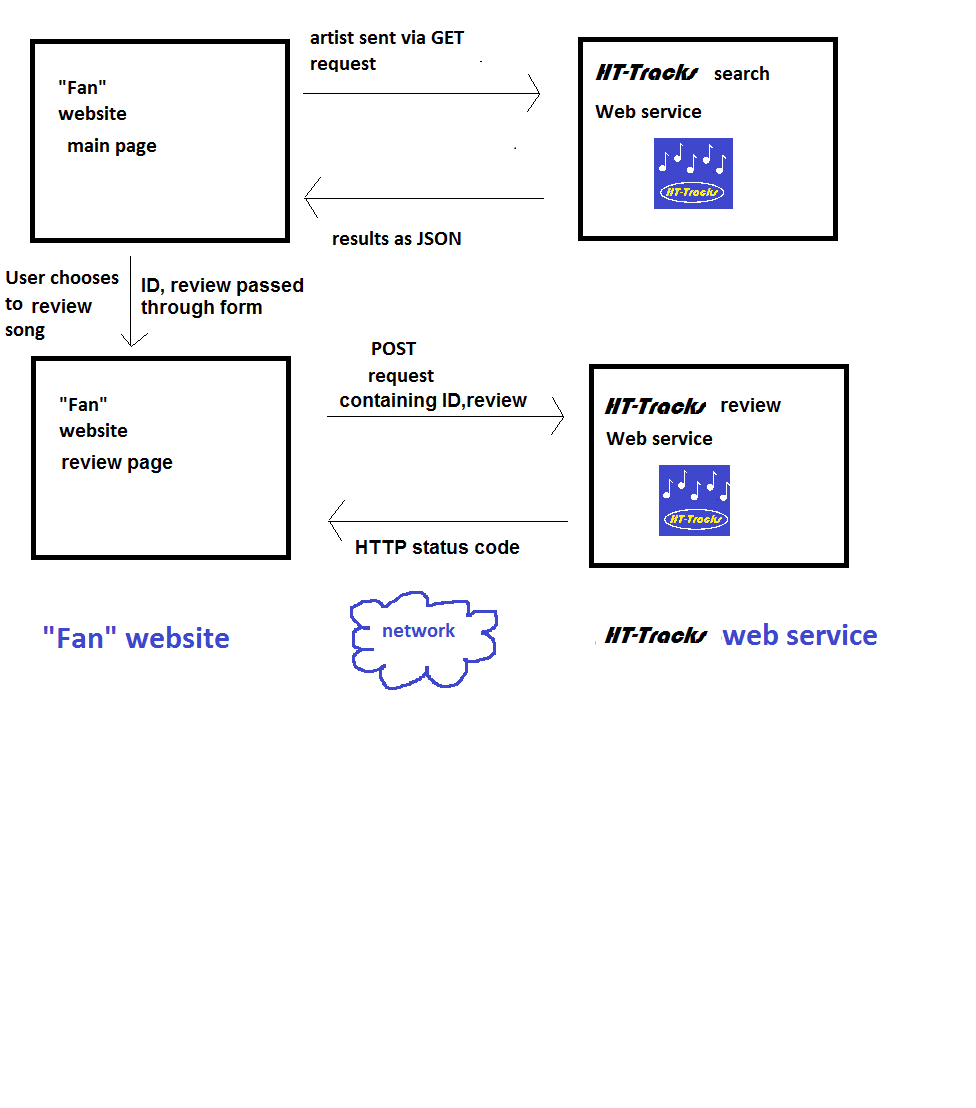 artist sent via GET
request
"Fan"
website
main page
HT-Tracks search
Web service
HT-Tracks
results as JSON
User chooses
to review
song
ID, review passed
through form
POST
request
containing ID,review
"Fan"
website
review page
HT-Tracks review
Web service
HT-Tracks
HTTP status code
"Fan" website
network
HT-Tracks web service